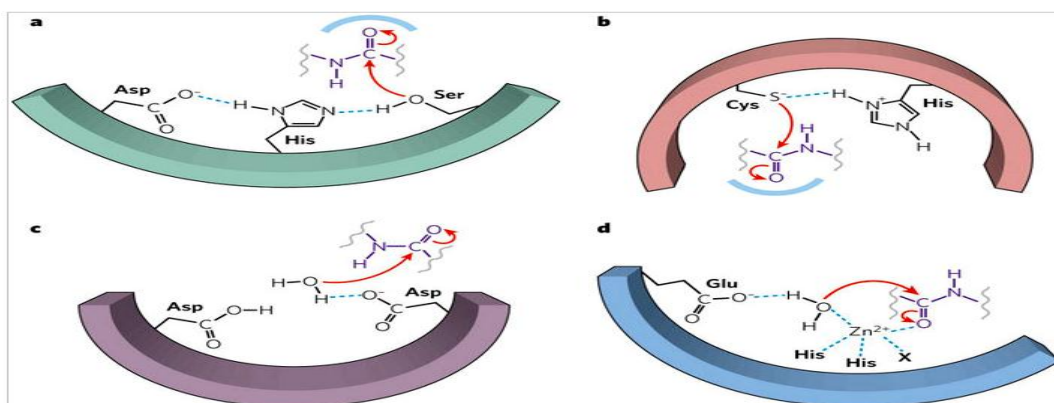 a
O
N
C
H
Asp
O-
H
N
N
H
O
Ser
O
His
b
Cys
S-
H
N+
His
N
H
H
N
C
O
c
O
N
C
H
H
O
H
O-
Asp
Asp
O
H
O
O
d
Glu
O-
H
O
H
O
H
N
C
O
Zn2+
His
His
X